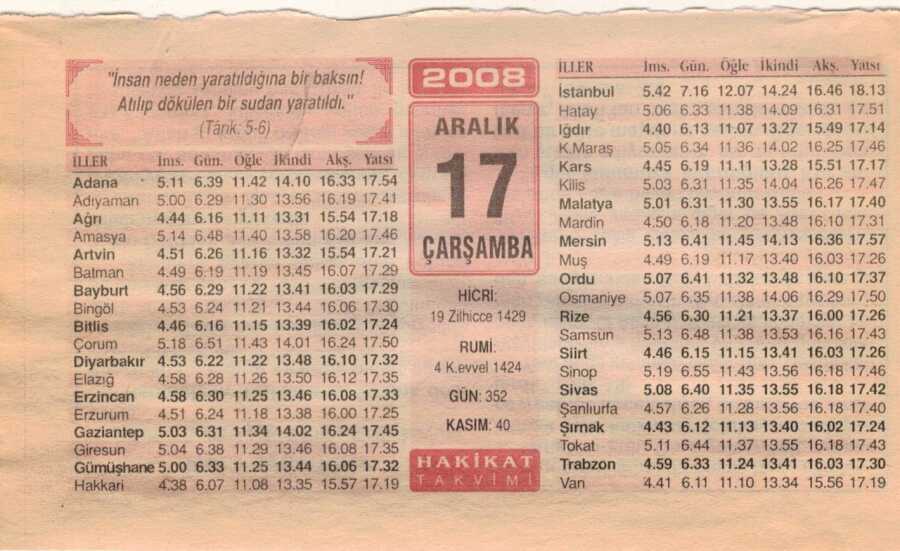 "İnsan neden yaratıldığına bir baksın!
Atılıp dökülen bir sudan yaratıldı."
(Târık: 5-6)
İLLER İms. Gün. Öğle İkindi Akş. Yatsı
Adana 5.11 6.39 11.42 14.10 16.33 17.54
Adıyaman 5.00 6.29 11.30 13.56 16.19 17.41
Ağrı 4.44 6.16 11.11 13.31 15.54 17.18
Amasya 5.14 6.48 11.40 13.58 16.20 17.46
Artvin 4.51 6.26 11.16 13.32 15.54 17.21
Batman 4.49 6.19 11.19 13.45 16.07 17.29
Bayburt 4.56 6.29 11.22 13.41 16.03 17.29
Bingöl 4.53 6.24 11.21 13.44 16.06 17.30
Bitlis 4.46 6.16 11.15 13.39 16.02 17.24
Çorum 5.18 6.51 11.43 14.01 16.24 17.50
Diyarbakır 4.53 6.22 11.22 13.48 16.10 17.32
Elazığ 4.58 6.28 11.26 13.50 16.12 17.35
Erzincan 4.58 6.30 11.25 13.46 16.08 17.33
Erzurum 4.51 6.24 11.18 13.38 16.00 17.25
Gaziantep 5.03 6.31 11.34 14.02 16.24 17.45
Giresun 5.04 6.38 11.29 13.46 16.08 17.35
Gümüşhane 5.00 6.33 11.25 13.44 16.06 17.32
Hakkari 4.38 6.07 11.08 13.35 15.57 17.19
2008
ARALIK
17
ÇARŞAMBA
HİCRİ:
19 Zilhicce 1429
RUMİ:
4 K.evvel 1424
GÜN: 352
KASIM: 40
HAKİKAT
TAKVİMİ
İLLER İms. Gün. Öğle İkindi Akş. Yatsı
İstanbul 5.42 7.16 12.07 14.24 16.46 18.13
Hatay 5.06 6.33 11.38 14.09 16.31 17.51
Iğdır 4.40 6.13 11.07 13.27 15.49 17.14
K.Maraş 5.05 6.34 11.36 14.02 16.25 17.46
Kars 4.45 6.19 11.11 13.28 15.51 17.17
Kilis 5.03 6.31 11.35 14.04 16.26 17.47
Malatya 5.01 6.31 11.30 13.55 16.17 17.40
Mardin 4.50 6.18 11.20 13.48 16.10 17.31
Mersin 5.13 6.41 11.45 14.13 16.36 17.57
Muş 4.49 6.19 11.17 13.40 16.03 17.26
Ordu 5.07 6.41 11.32 13.48 16.10 17.37
Osmaniye 5.07 6.35 11.38 14.06 16.29 17.50
Rize 4.56 6.30 11.21 13.37 16.00 17.26
Samsun 5.13 6.48 11.38 13.53 16.16 17.43
Siirt 4.46 6.15 11.15 13.41 16.03 17.26
Sinop 5.19 6.55 11.43 13.56 16.18 17.46
Sivas 5.08 6.40 11.35 13.55 16.18 17.42
Şanlıurfa 4.57 6.26 11.28 13.56 16.18 17.40
Şırnak 4.43 6.12 11.13 13.40 16.02 17.24
Tokat 5.11 6.44 11.37 13.55 16.18 17.43
Trabzon 4.59 6.33 11.24 13.41 16.03 17.30
Van 4.41 6.11 11.10 13.34 15.56 17.19